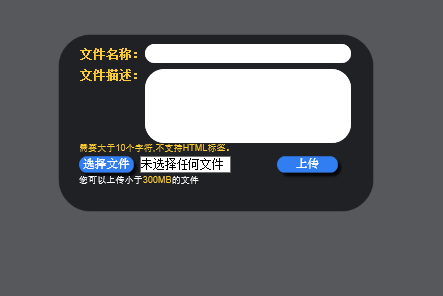 文件名称：
文件描述：
需要大于10个字符,不支持HTML标签。
选择文件 未选择任何文件 上传
您可以上传小于300MB的文件